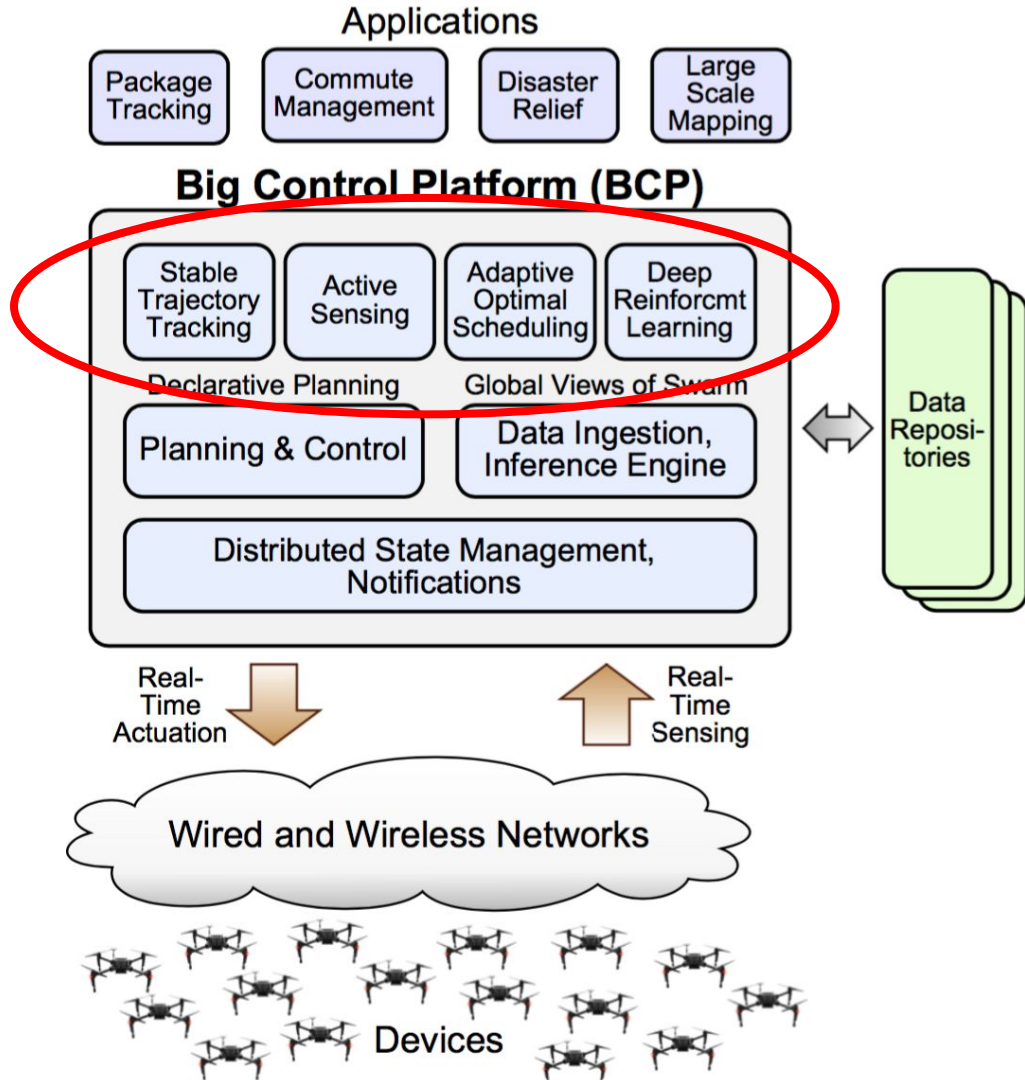 Applications
Package
Tracking
Commute
Management
Disaster
Relief
Large
Scale
Mapping
Big Control Platform (BCP)
Stable
Trajectory
Tracking
Active
Sensing
Adaptive
Optimal
Scheduling
Deep
Reinforcmt
Learning
Declarative Planning
Global Views of Swarm
Planning & Control
Data Ingestion,
Inference Engine
Distributed State Management,
Notifications
Data
Reposi-
tories
Real-
Time
Actuation
Real-
Time
Sensing
Wired and Wireless Networks
Devices